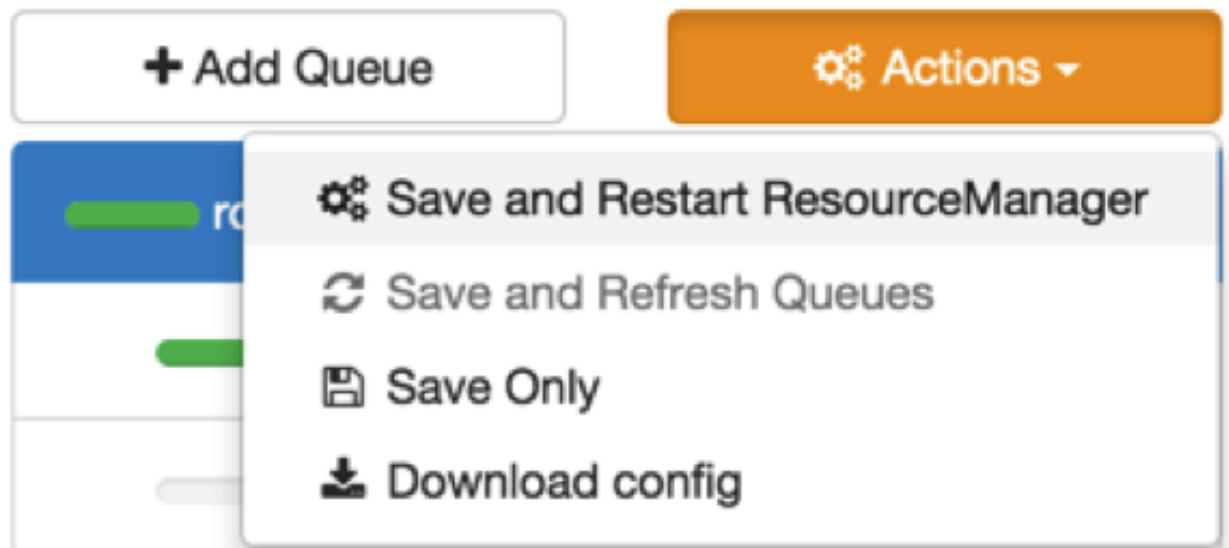 Add Queue
Actions
Save and Restart ResourceManager
Save and Refresh Queues
Save Only
Download config